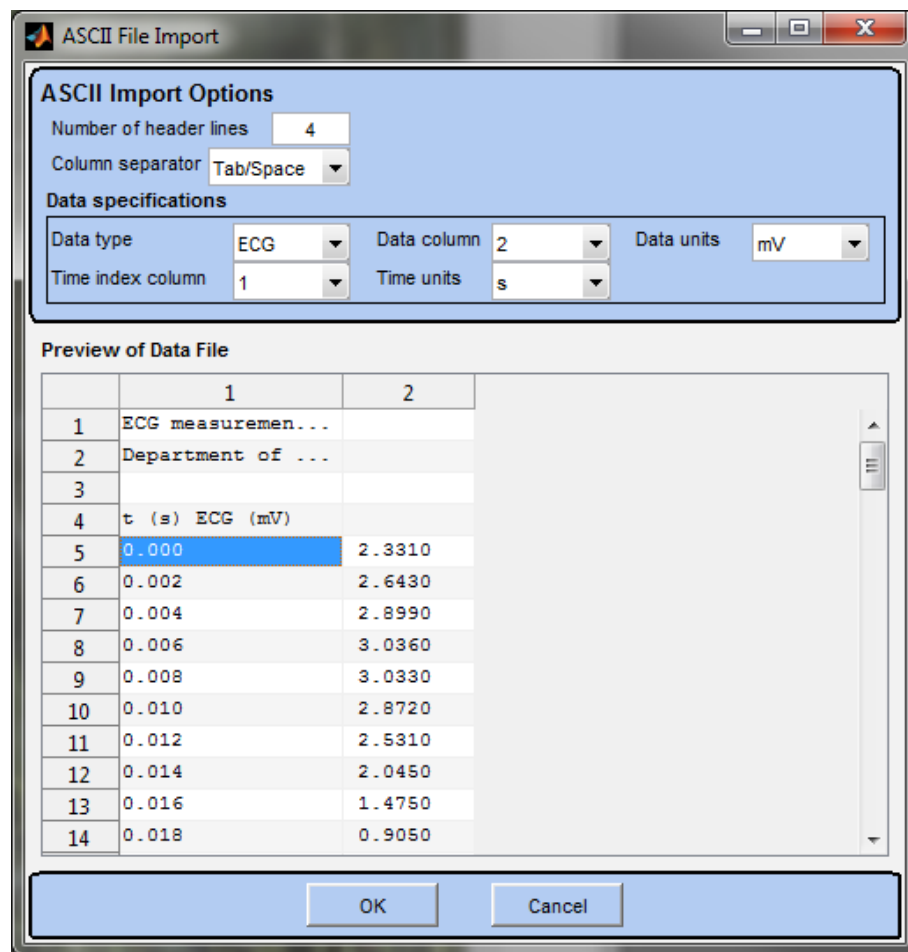 ASCII File Import
ASCII Import Options
Number of header lines 4
Column separator Tab/Space
Data specifications
Data type ECG Data column 2 Data units mV
Time index column 1 Time units s
Preview of Data File
1 2
1 ECG measuremen...
2 Department of ...
3
4 t (s) ECG (mV)
5 0.000 2.3310
6 0.002 2.6430
7 0.004 2.8990
8 0.006 3.0360
9 0.008 3.0330
10 0.010 2.8720
11 0.012 2.5310
12 0.014 2.0450
13 0.016 1.4750
14 0.018 0.9050
OK Cancel